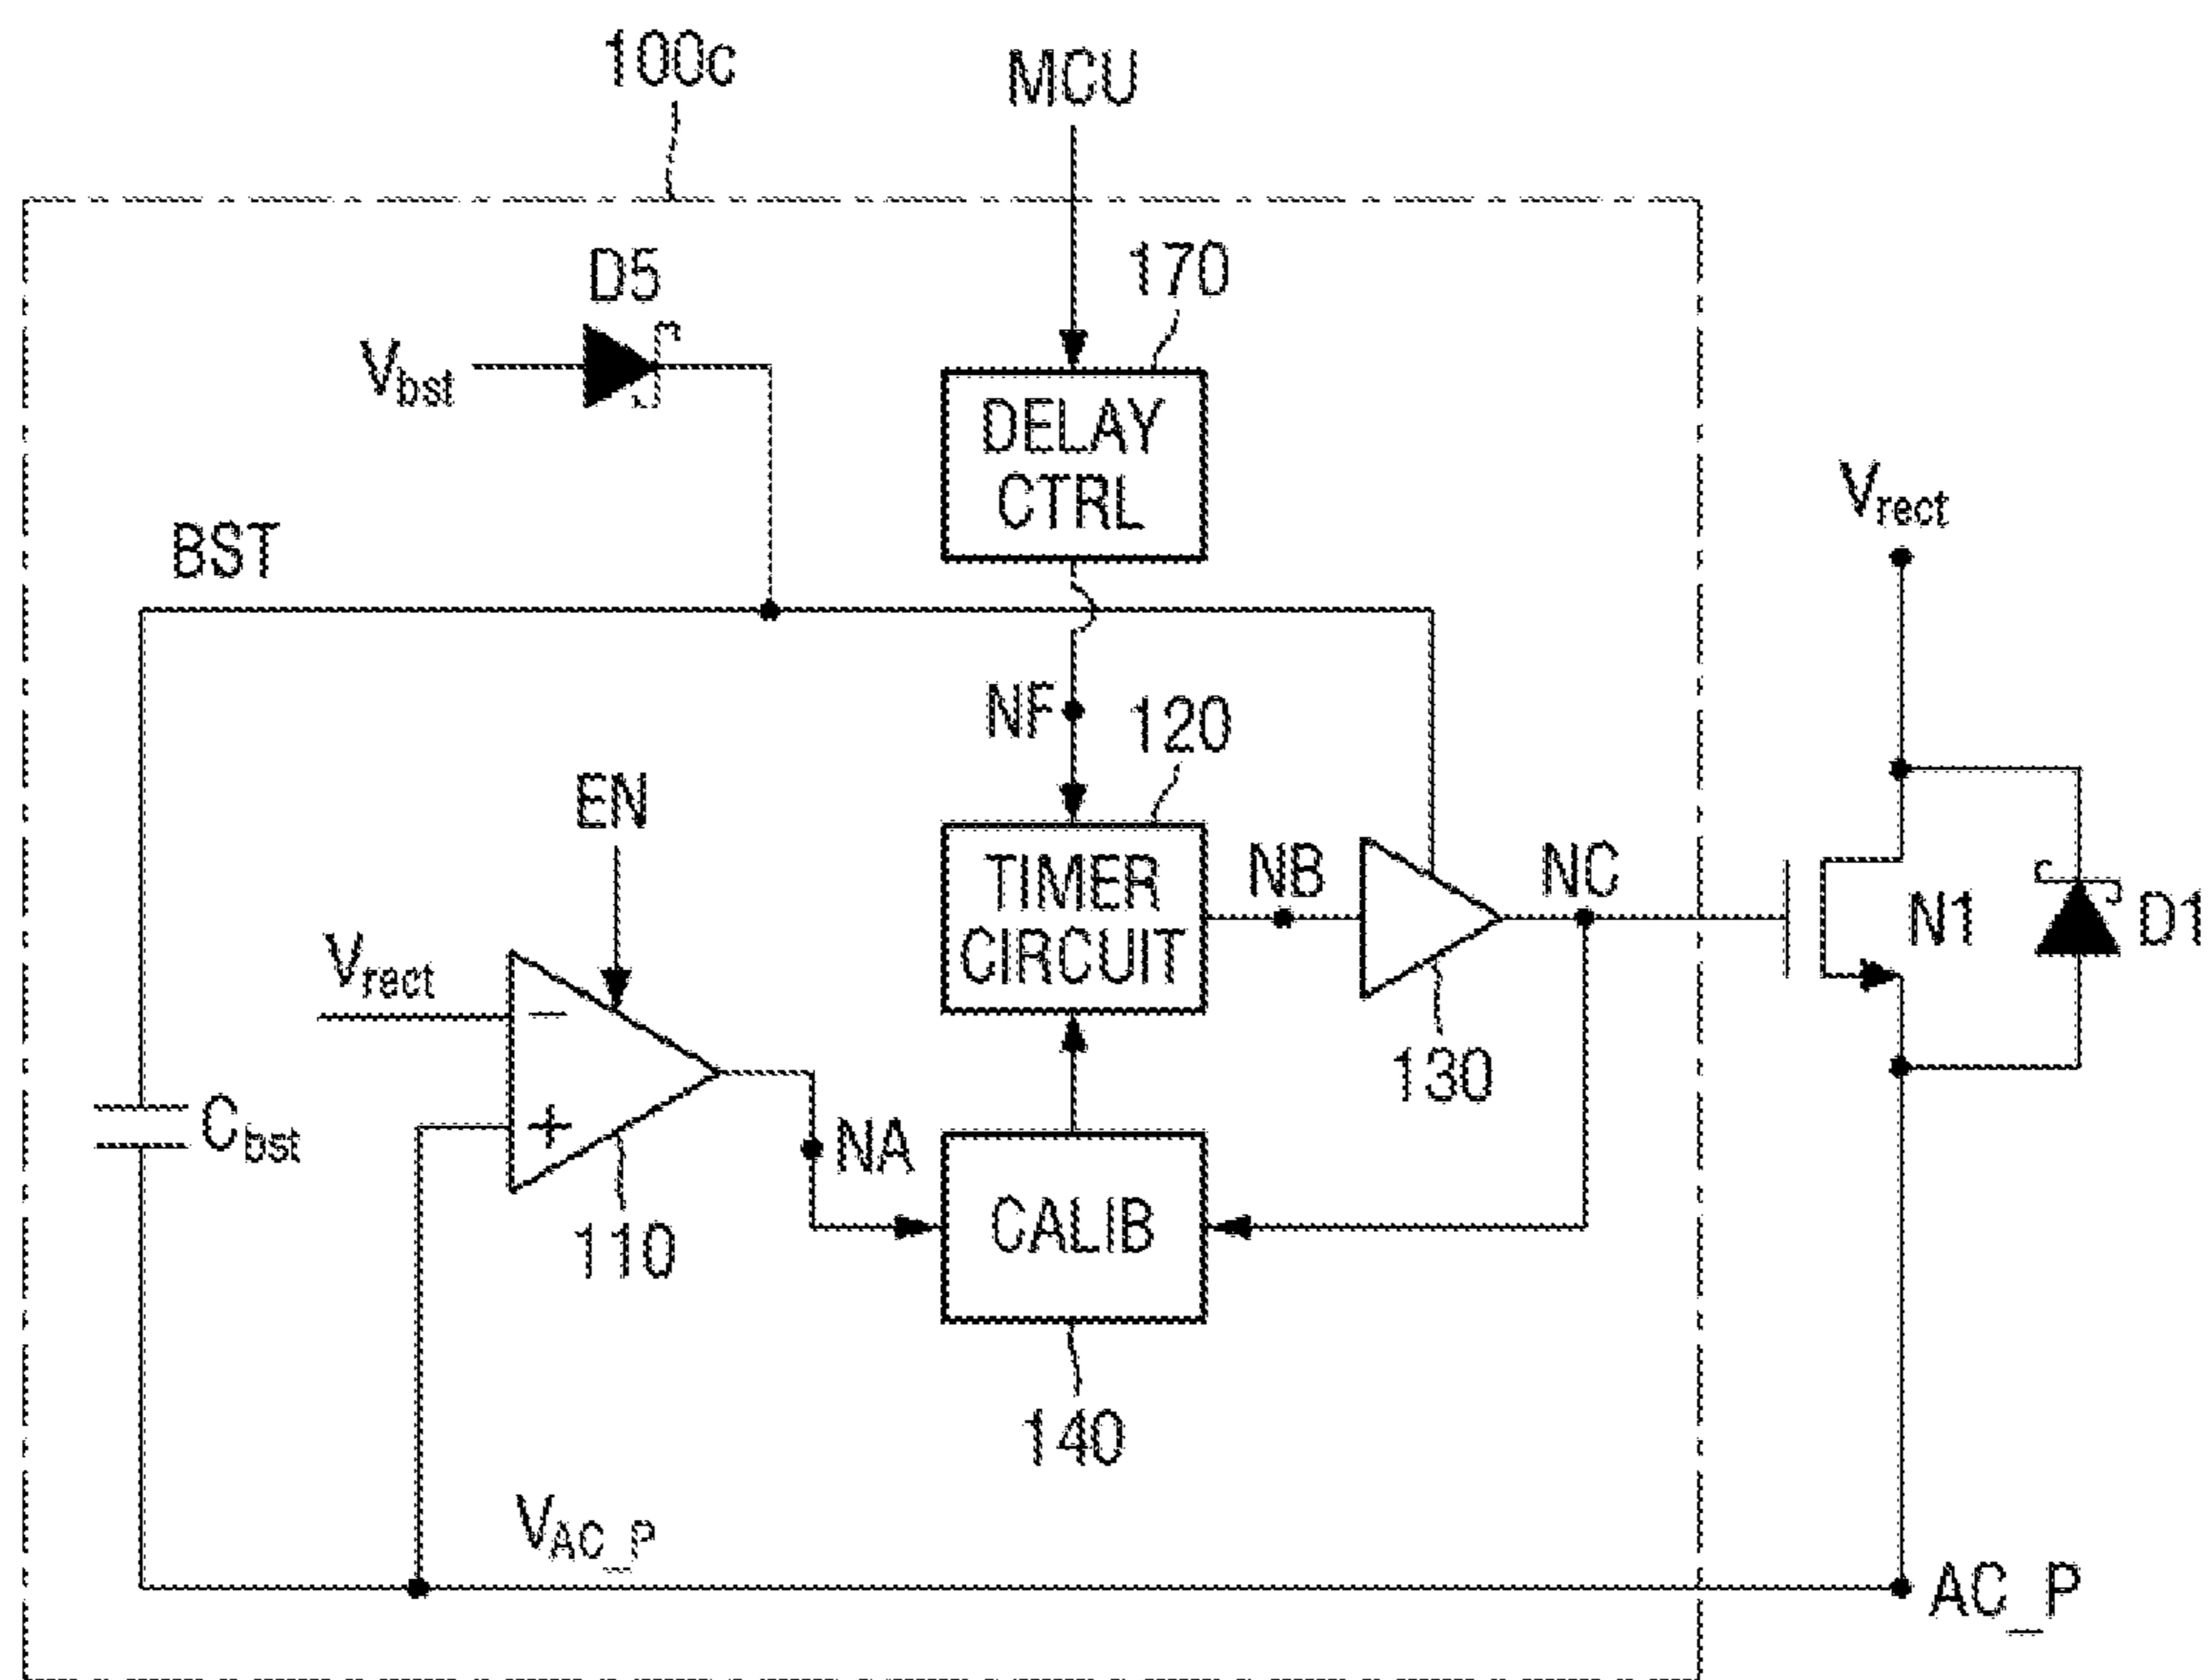 100c
MCU
D5
170
Vbst
DELAY
CTRL
Vrect
BST
NF
120
EN
TIMER
CIRCUIT
NB
NC
N1
D1
Vrect
−
+
130
Cbst
NA
110
CALIB
140
VAC_P
AC_P